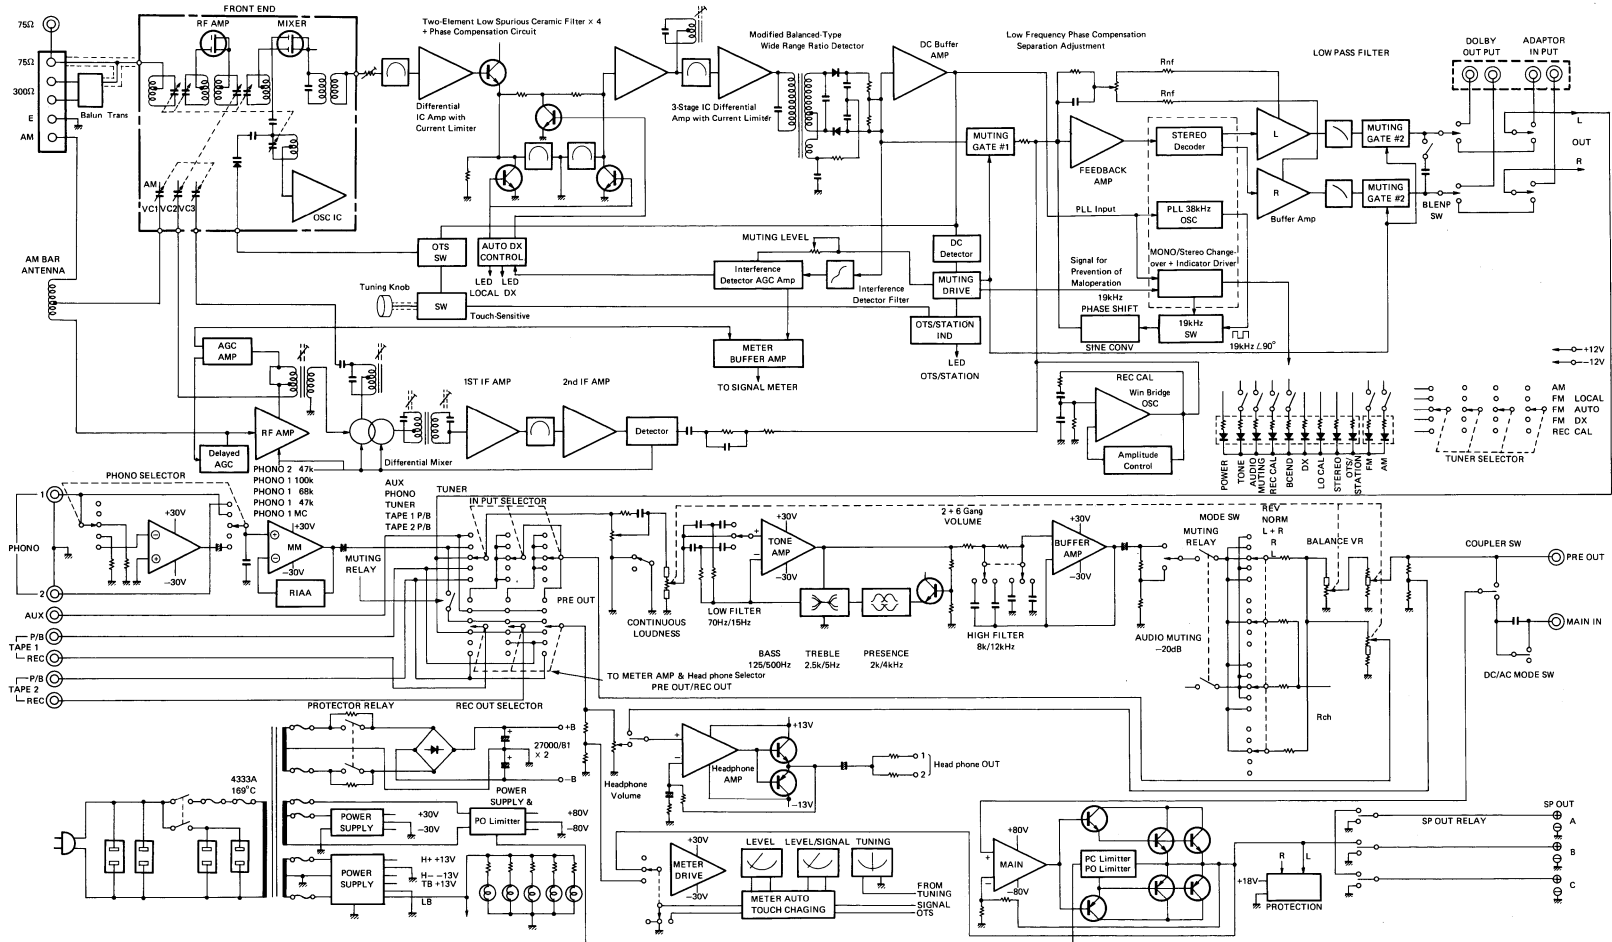 FRONT END
75Ω
RF AMP
MIXER
Two-Element Low Spurious Ceramic Filter × 4
+ Phase Compensation Circuit
Modified Balanced-Type
Wide Range Ratio Detector
DC Buffer
AMP
Low Frequency Phase Compensation
Separation Adjustment
LOW PASS FILTER
DOLBY
OUT PUT
ADAPTOR
IN PUT
75Ω
300Ω
E
AM
Balun Trans
Differential
IC Amp with
Current Limiter
3-Stage IC Differential
Amp with Current Limiter
Rnf
Rnf
MUTING
GATE #1
FEEDBACK
AMP
STEREO
Decoder
L
MUTING
GATE #2
L
OUT
R
R
Buffer Amp
MUTING
GATE #2
BLENP
SW
AM
VC1
VC2
VC3
OSC IC
PLL Input
PLL 38kHz
OSC
AM BAR
ANTENNA
OTS
SW
AUTO DX
CONTROL
LED LED
LOCAL DX
MUTING LEVEL
Interference
Detector AGC Amp
Interference
Detector Filter
DC
Detector
MUTING
DRIVE
MONO/Stereo Change-
over + Indicator Driver
Signal for
Prevention of
Maloperation
Tuning Knob
SW
Touch-Sensitive
OTS/STATION
IND
LED
OTS/STATION
19kHz
PHASE SHIFT
SINE CONV
19kHz
SW
19kHz ∠90°
AGC
AMP
METER
BUFFER AMP
TO SIGNAL METER
+12V
−12V
1ST IF AMP
2nd IF AMP
REC CAL
Win Bridge
OSC
Amplitude
Control
AM
FM LOCAL
FM AUTO
FM DX
REC CAL
TUNER SELECTOR
RF AMP
Delayed
AGC
Differential Mixer
Detector
POWER
TONE
AUDIO
MUTING
REC CAL
BCEND
DX
LOCAL
STEREO
OTS/
STATION
FM
AM
PHONO SELECTOR
PHONO 2 47k
PHONO 1 100k
PHONO 1 68k
PHONO 1 47k
PHONO 1 MC
AUX
PHONO
TUNER
TAPE 1 P/B
TAPE 2 P/B
TUNER
IN PUT SELECTOR
1
PHONO
2
+30V
−30V
+30V
MM
−30V
RIAA
MUTING
RELAY
PRE OUT
CONTINUOUS
LOUDNESS
+30V
TONE
AMP
−30V
LOW FILTER
70Hz/15Hz
BASS
125/500Hz
TREBLE
2.5k/5Hz
PRESENCE
2k/4kHz
2 + 6 Gang
VOLUME
+30V
BUFFER
AMP
−30V
HIGH FILTER
8k/12kHz
MUTING
RELAY
AUDIO MUTING
−20dB
MODE SW
REV
NORM
L + R
R
L
BALANCE VR
Rch
COUPLER SW
PRE OUT
MAIN IN
DC/AC MODE SW
AUX
P/B
TAPE 1
REC
P/B
TAPE 2
REC
TO METER AMP & Head phone Selector
PRE OUT/REC OUT
PROTECTOR RELAY
REC OUT SELECTOR
+B
27000/81
× 2
−B
4333A
169°C
POWER
SUPPLY
+30V
−30V
POWER
SUPPLY &
PO Limitter
+80V
−80V
POWER
SUPPLY
H+ +13V
H− −13V
TB +13V
LB
Headphone
Volume
+13V
Headphone
AMP
−13V
1
2
Head phone OUT
+30V
METER
DRIVE
−30V
LEVEL
LEVEL/SIGNAL
TUNING
METER AUTO
TOUCH CHAGING
FROM
TUNING
SIGNAL
OTS
+80V
MAIN
−80V
PC Limitter
PO Limitter
R
L
+18V
PROTECTION
SP OUT RELAY
SP OUT
A
B
C